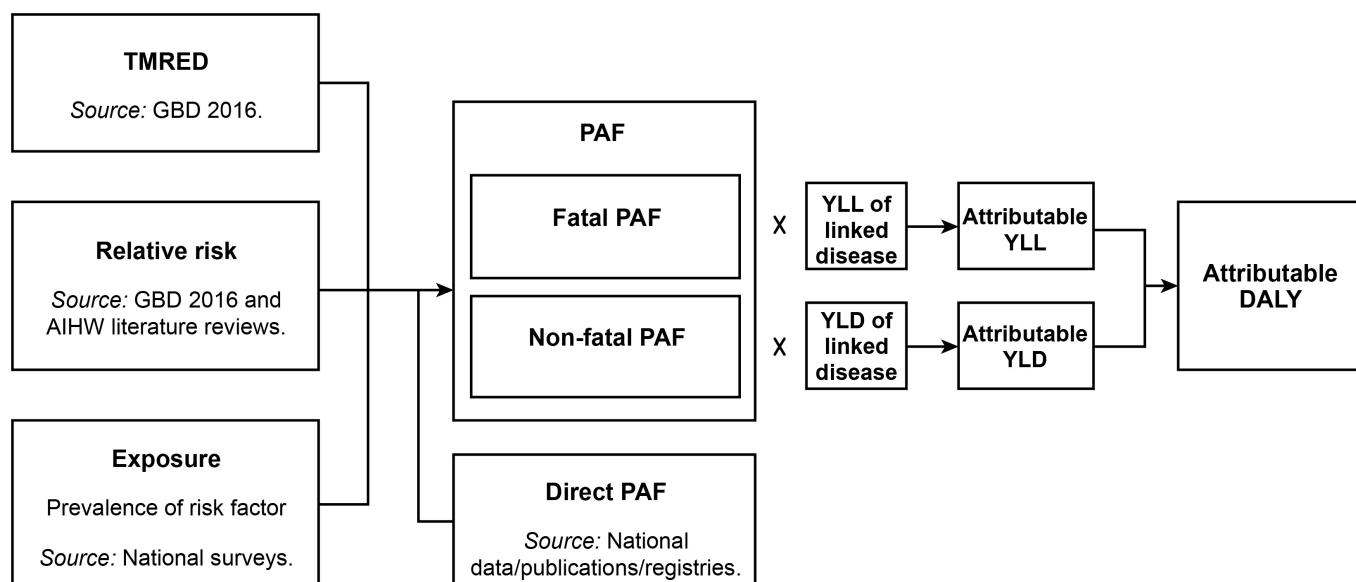 TMRED
Source: GBD 2016.
Relative risk
Source: GBD 2016 and
AIHW literature reviews.
Exposure
Prevalence of risk factor
Source: National surveys.
PAF
Fatal PAF
Non-fatal PAF
Direct PAF
Source: National
data/publications/registries.
X
YLL of
linked
disease
Attributable
YLL
X
YLD of
linked
disease
Attributable
YLD
Attributable
DALY